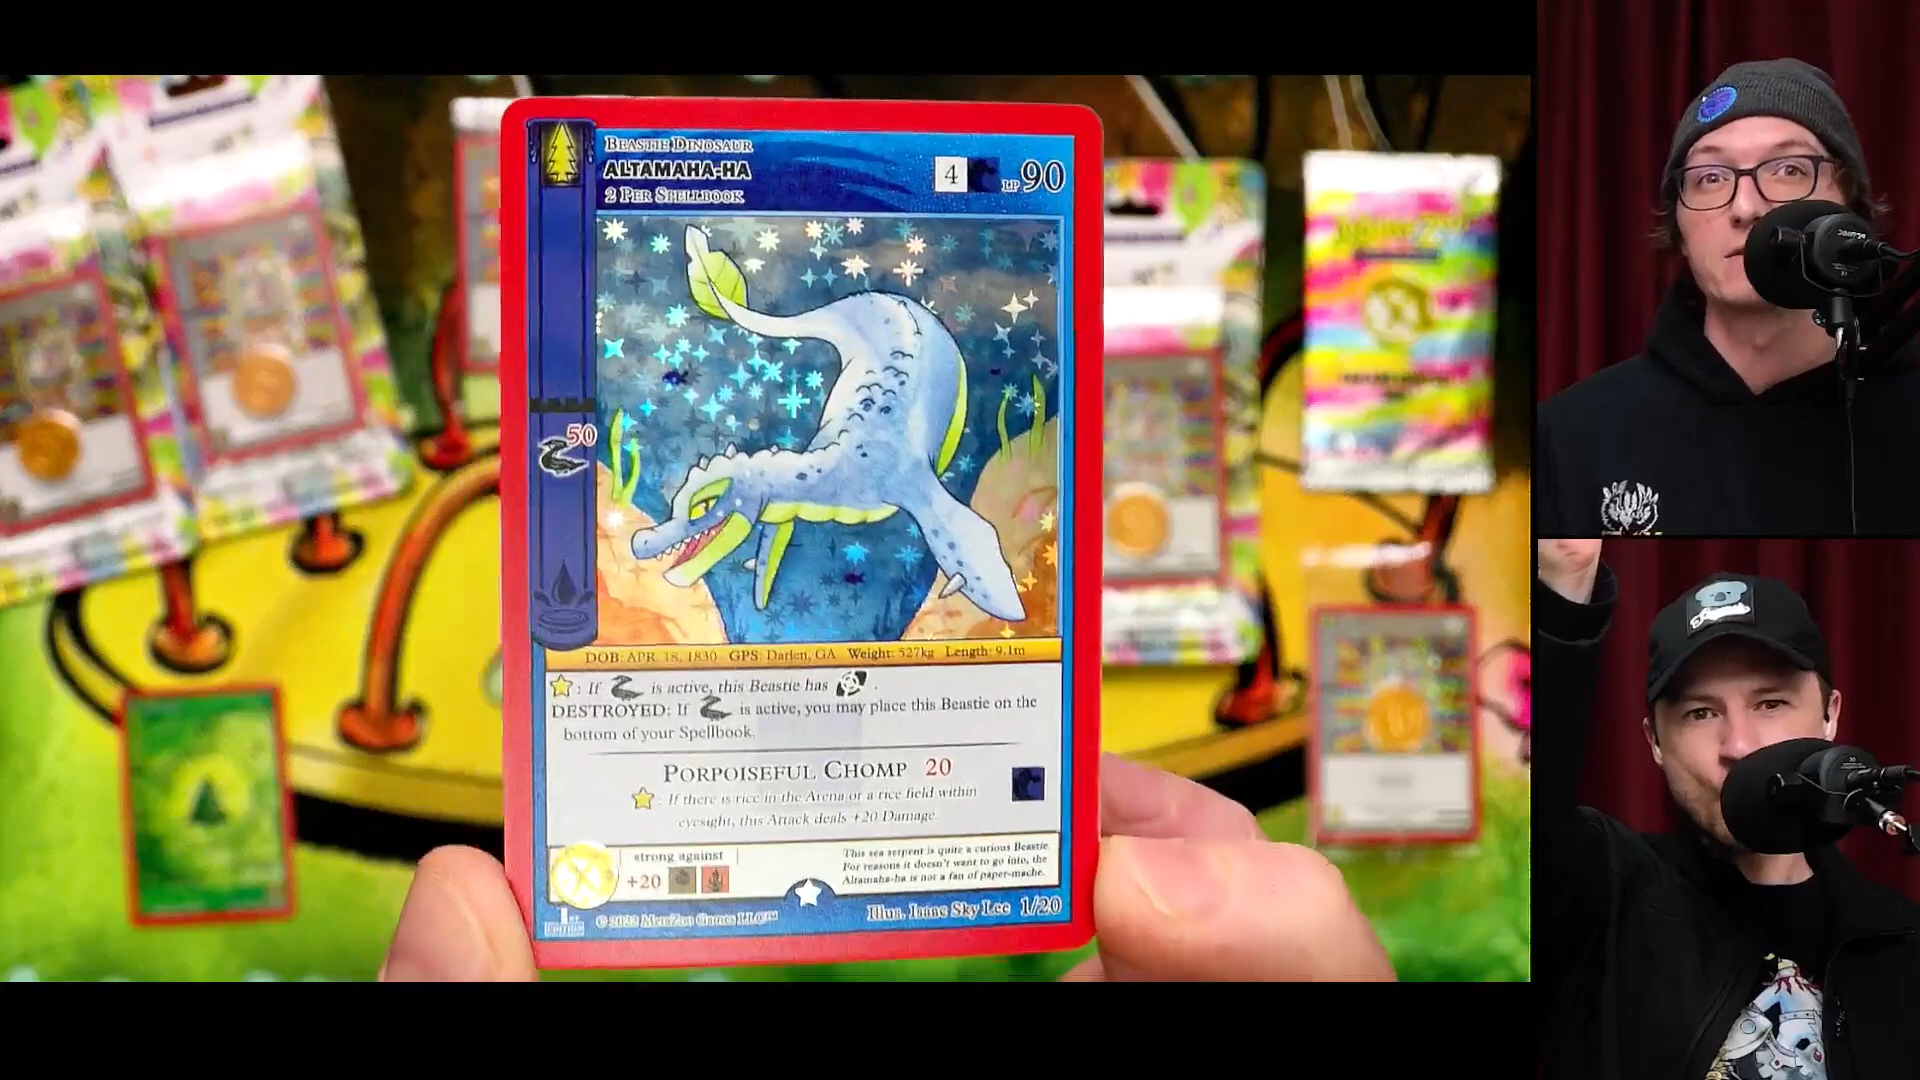 BEASTIE DINOSAUR
ALTAMAHA-HA
2 PER SPELLBOOK
4
LP 90
50
DOB: APR. 18, 1830 GPS: Darien, GA Weight: 527kg Length: 9.1m
: If is active, this Beastie has .
DESTROYED: If is active, you may place this Beastie on the
bottom of your Spellbook.
PORPOISEFUL CHOMP 20
: If there is rice in the Arena or a rice field within
eyesight, this Attack deals +20 Damage.
strong against
+20
This sea serpent is quite a curious Beastie.
For reasons it doesn't want to go into, the
Altamaha-ha is not a fan of paper-mache.
1ST
EDITION
© 2022 MetaZoo Games LLC™
Illus. Isaac Sky Lee 1/20